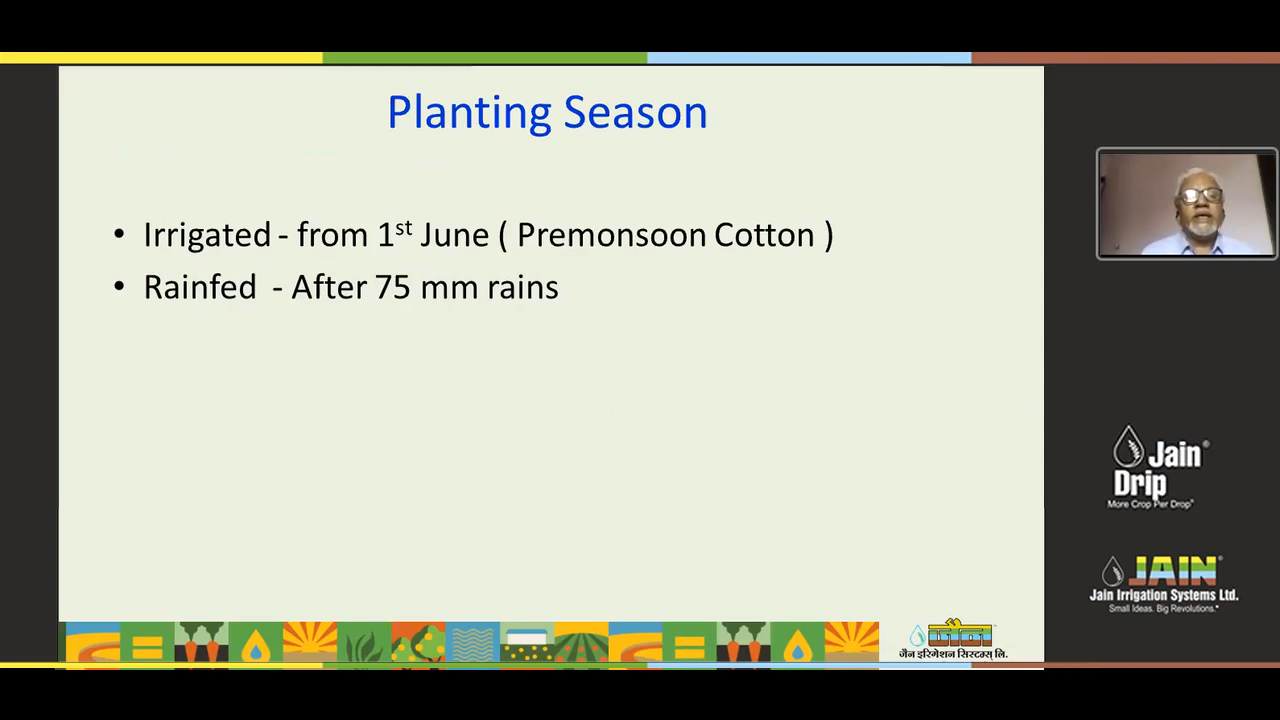 Planting Season
• Irrigated - from 1st June ( Premonsoon Cotton )
• Rainfed - After 75 mm rains
Jain®
Drip
More Crop Per Drop®
JAIN®
Jain Irrigation Systems Ltd.
Small Ideas. Big Revolutions.®
जैन
जैन इरिगेशन सिस्टम्स् लि.